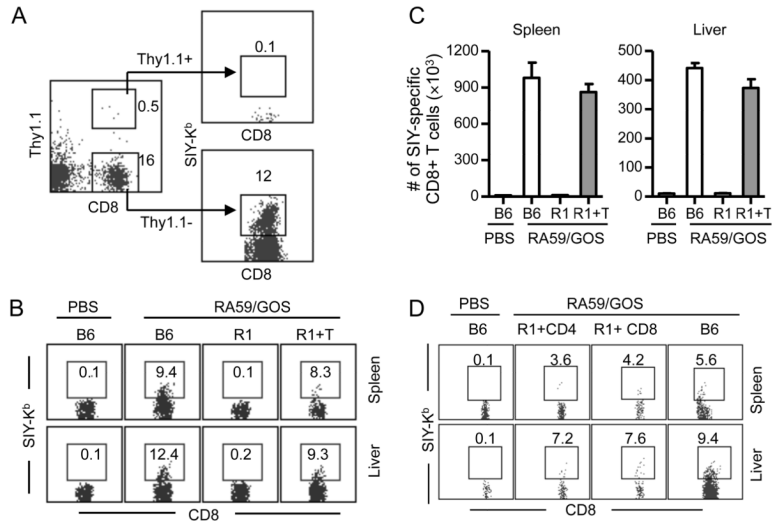 A
Thy1.1+
0.1
0.5
16
Thy1.1
CD8
SIY-Kb
CD8
12
Thy1.1-
CD8
C
Spleen
Liver
# of SIY-specific
CD8+ T cells (×10³)
1200
900
600
300
0
500
400
300
200
100
0
B6 B6 R1 R1+T
B6 B6 R1 R1+T
PBS RA59/GOS
PBS RA59/GOS
B
PBS RA59/GOS
B6 B6 R1 R1+T
0.1 9.4 0.1 8.3
Spleen
SIY-Kb
0.1 12.4 0.2 9.3
Liver
CD8
D
PBS RA59/GOS
B6 R1+CD4 R1+ CD8 B6
0.1 3.6 4.2 5.6
Spleen
SIY-Kb
0.1 7.2 7.6 9.4
Liver
CD8